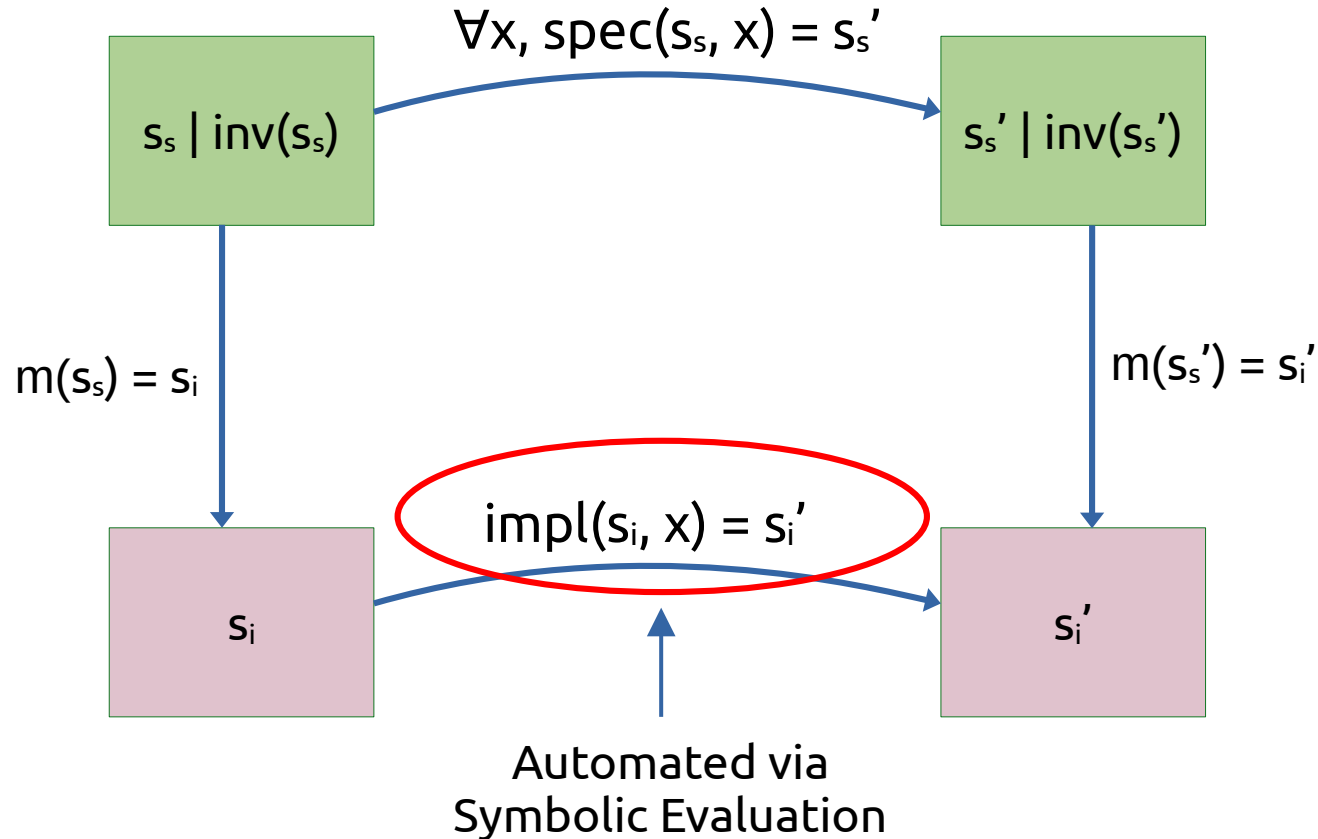 ∀x, spec(sₛ, x) = sₛ’
sₛ | inv(sₛ)
sₛ’ | inv(sₛ’)
m(sₛ) = sᵢ
m(sₛ’) = sᵢ’
impl(sᵢ, x) = sᵢ’
sᵢ
sᵢ’
Automated via
Symbolic Evaluation